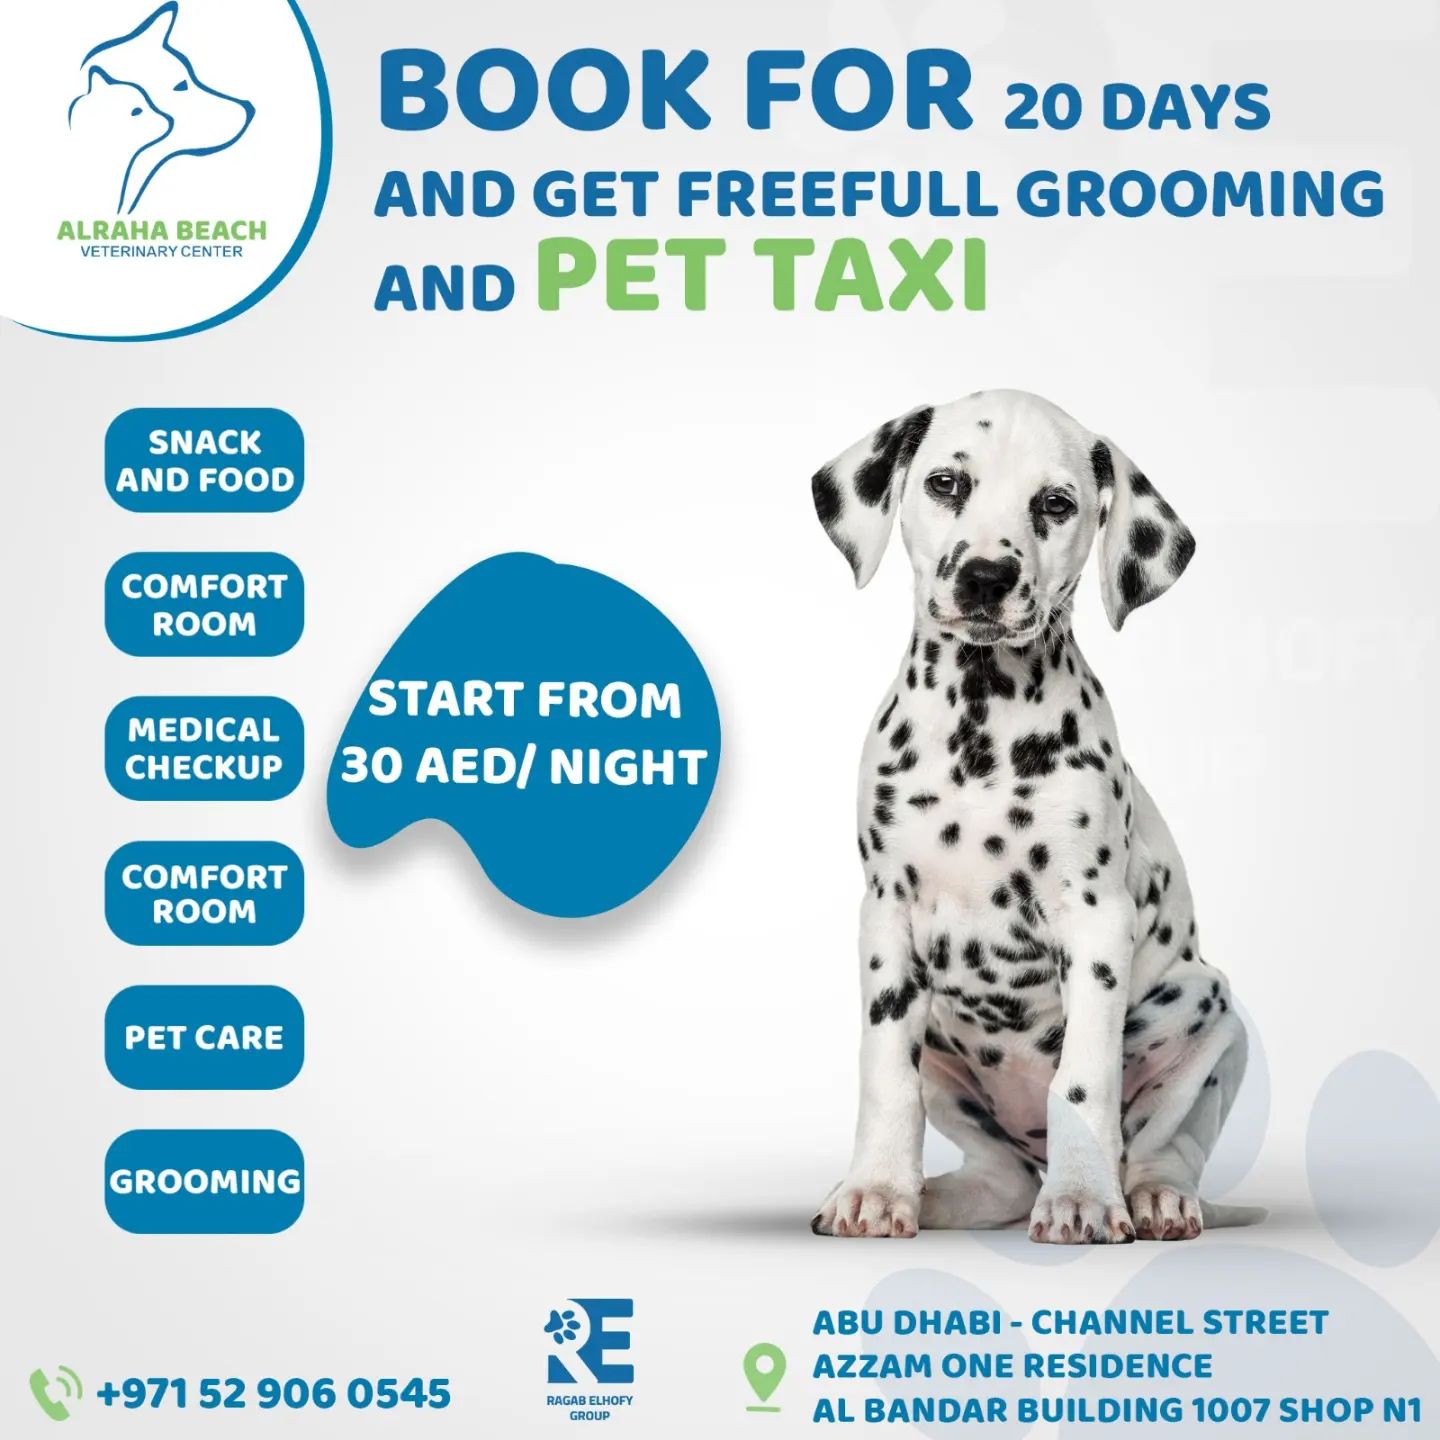 ALRAHA BEACH
VETERINARY CENTER
BOOK FOR 20 DAYS
AND GET FREEFULL GROOMING
AND PET TAXI
SNACK
AND FOOD
COMFORT
ROOM
MEDICAL
CHECKUP
COMFORT
ROOM
PET CARE
GROOMING
START FROM
30 AED/ NIGHT
+971 52 906 0545
RE
RAGAB ELHOFY
GROUP
ABU DHABI - CHANNEL STREET
AZZAM ONE RESIDENCE
AL BANDAR BUILDING 1007 SHOP N1